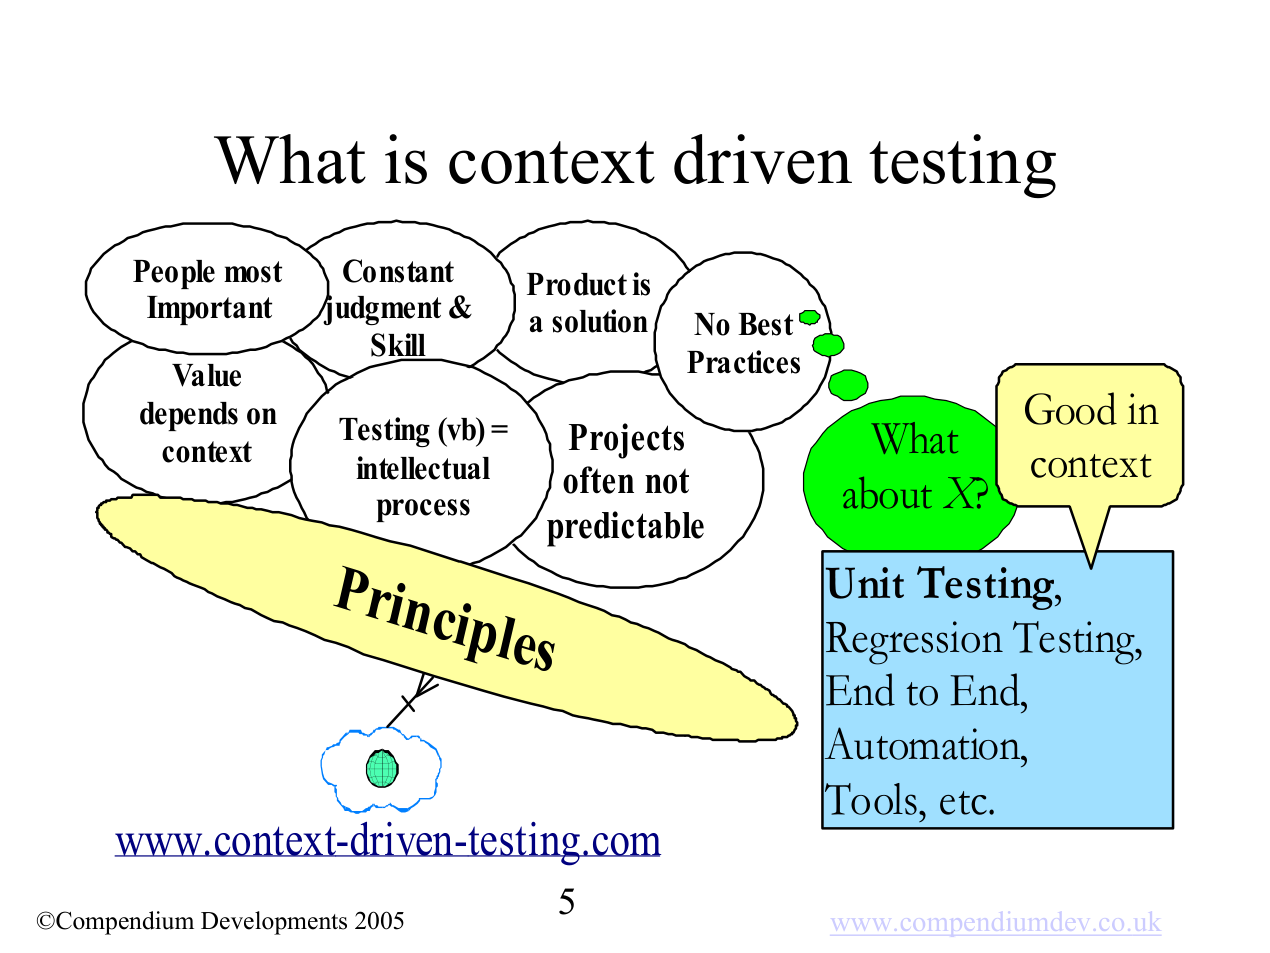 What is context driven testing
People most
Important
Constant
judgment &
Skill
Product is
a solution
No Best
Practices
Value
depends on
context
Testing (vb) =
intellectual
process
Projects
often not
predictable
What
about X?
Good in
context
Principles
Unit Testing,
Regression Testing,
End to End,
Automation,
Tools, etc.
www.context-driven-testing.com
5
©Compendium Developments 2005
www.compendiumdev.co.uk